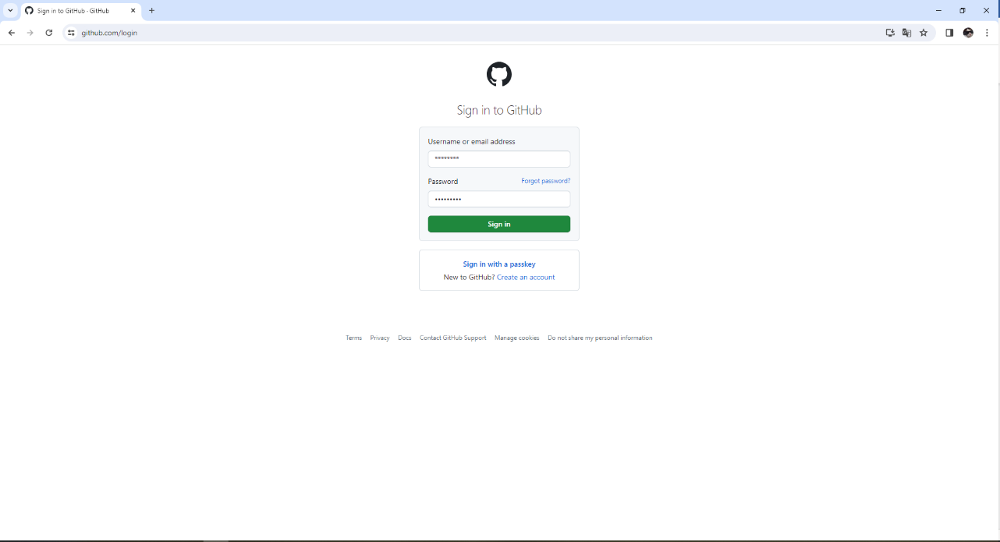 Sign in to GitHub · GitHub
github.com/login
Sign in to GitHub
Username or email address
********
Password Forgot password?
•••••••••
Sign in
Sign in with a passkey
New to GitHub? Create an account
Terms Privacy Docs Contact GitHub Support Manage cookies Do not share my personal information